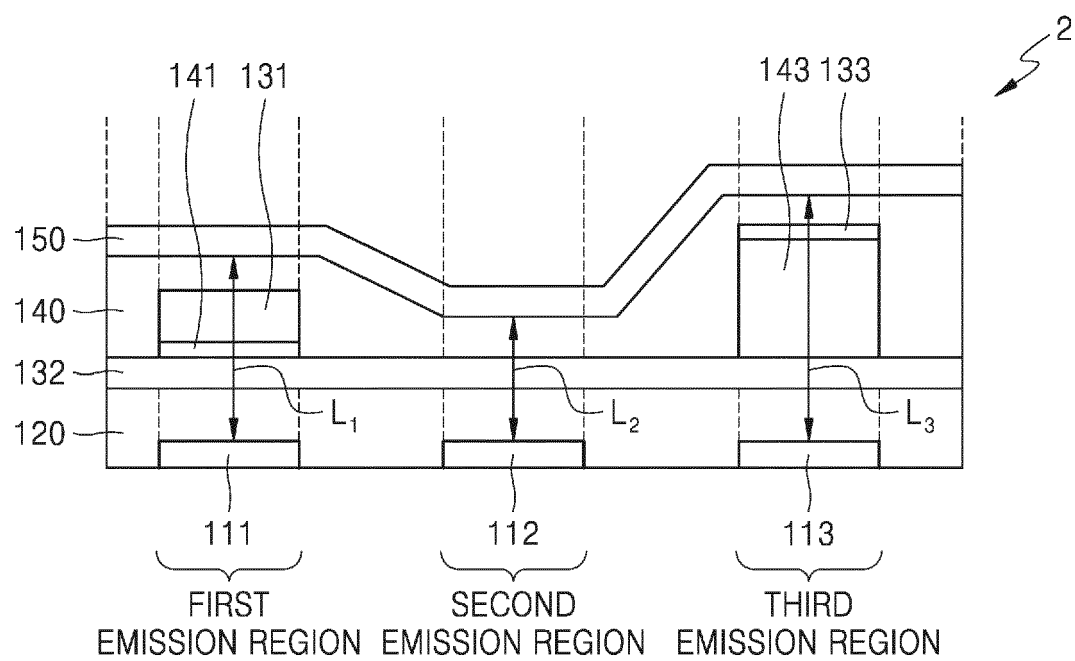 2
141 131 143 133
150
140
132
120
L1 L2 L3
111 112 113
FIRST EMISSION REGION
SECOND EMISSION REGION
THIRD EMISSION REGION